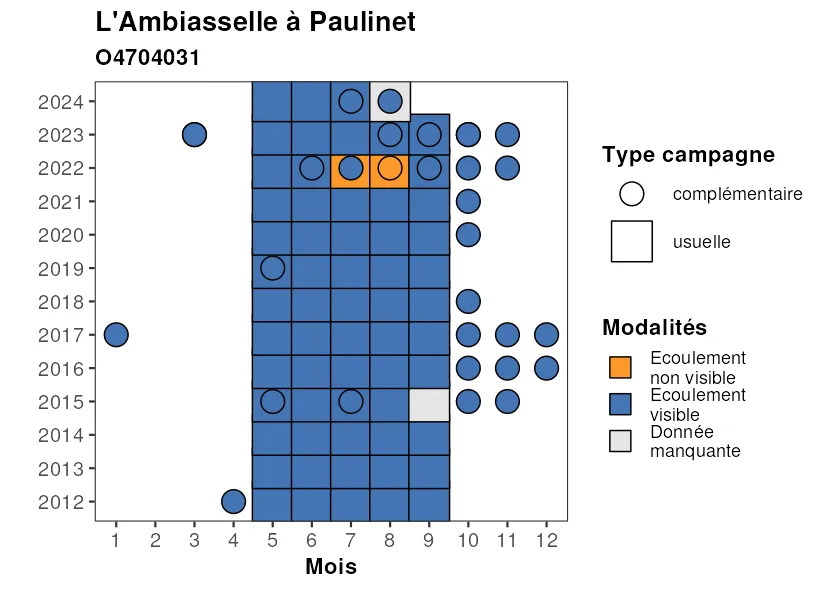 L'Ambiasselle à Paulinet
O4704031
2024
2023
2022
2021
2020
2019
2018
2017
2016
2015
2014
2013
2012
1 2 3 4 5 6 7 8 9 10 11 12
Mois
Type campagne
complémentaire
usuelle
Modalités
Ecoulement
non visible
Ecoulement
visible
Donnée
manquante